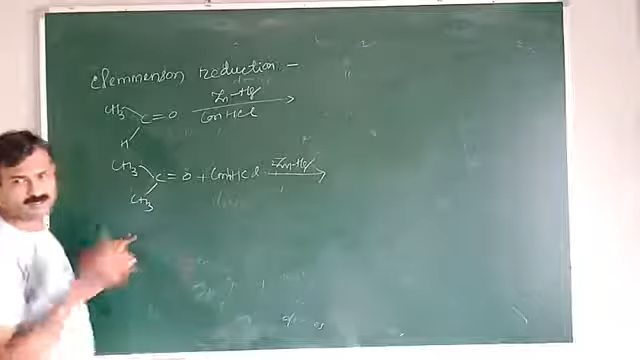 Clemmenson reduction. -
CH3 C=O Zn-Hg
H Con HCl
CH3 C=O + Con HCl Zn-Hg
CH3